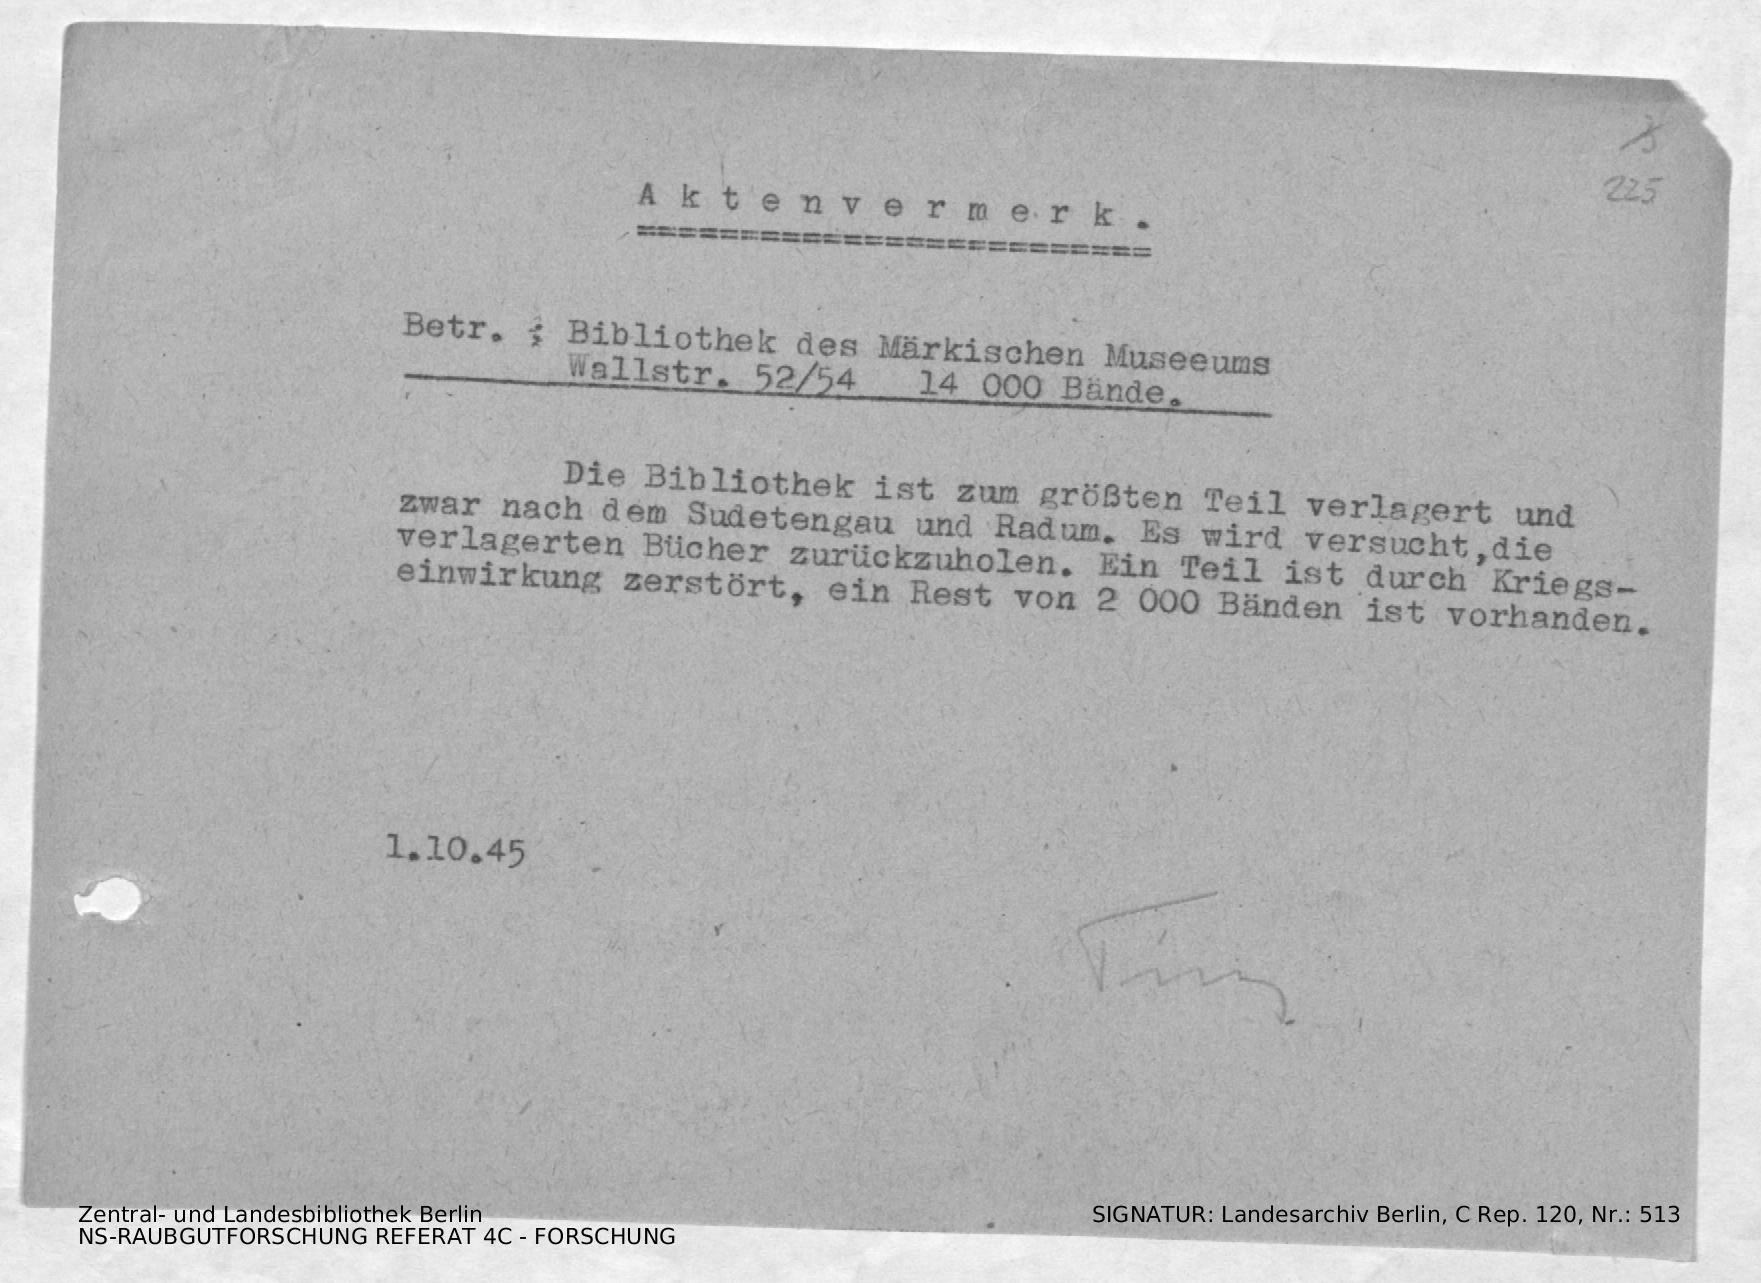 225
A k t e n v e r m e r k .
=========================
Betr. : Bibliothek des Märkischen Museeums
Wallstr. 52/54 14 000 Bände.
Die Bibliothek ist zum größten Teil verlagert und
zwar nach dem Sudetengau und Radum. Es wird versucht,die
verlagerten Bücher zurückzuholen. Ein Teil ist durch Kriegs-
einwirkung zerstört, ein Rest von 2 000 Bänden ist vorhanden.
1.10.45
Zentral- und Landesbibliothek Berlin
NS-RAUBGUTFORSCHUNG REFERAT 4C - FORSCHUNG
SIGNATUR: Landesarchiv Berlin, C Rep. 120, Nr.: 513